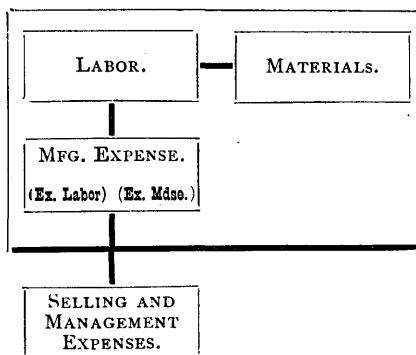 LABOR.
MATERIALS.
MFG. EXPENSE.
(Ex. Labor) (Ex. Mdse.)
SELLING AND
MANAGEMENT
EXPENSES.